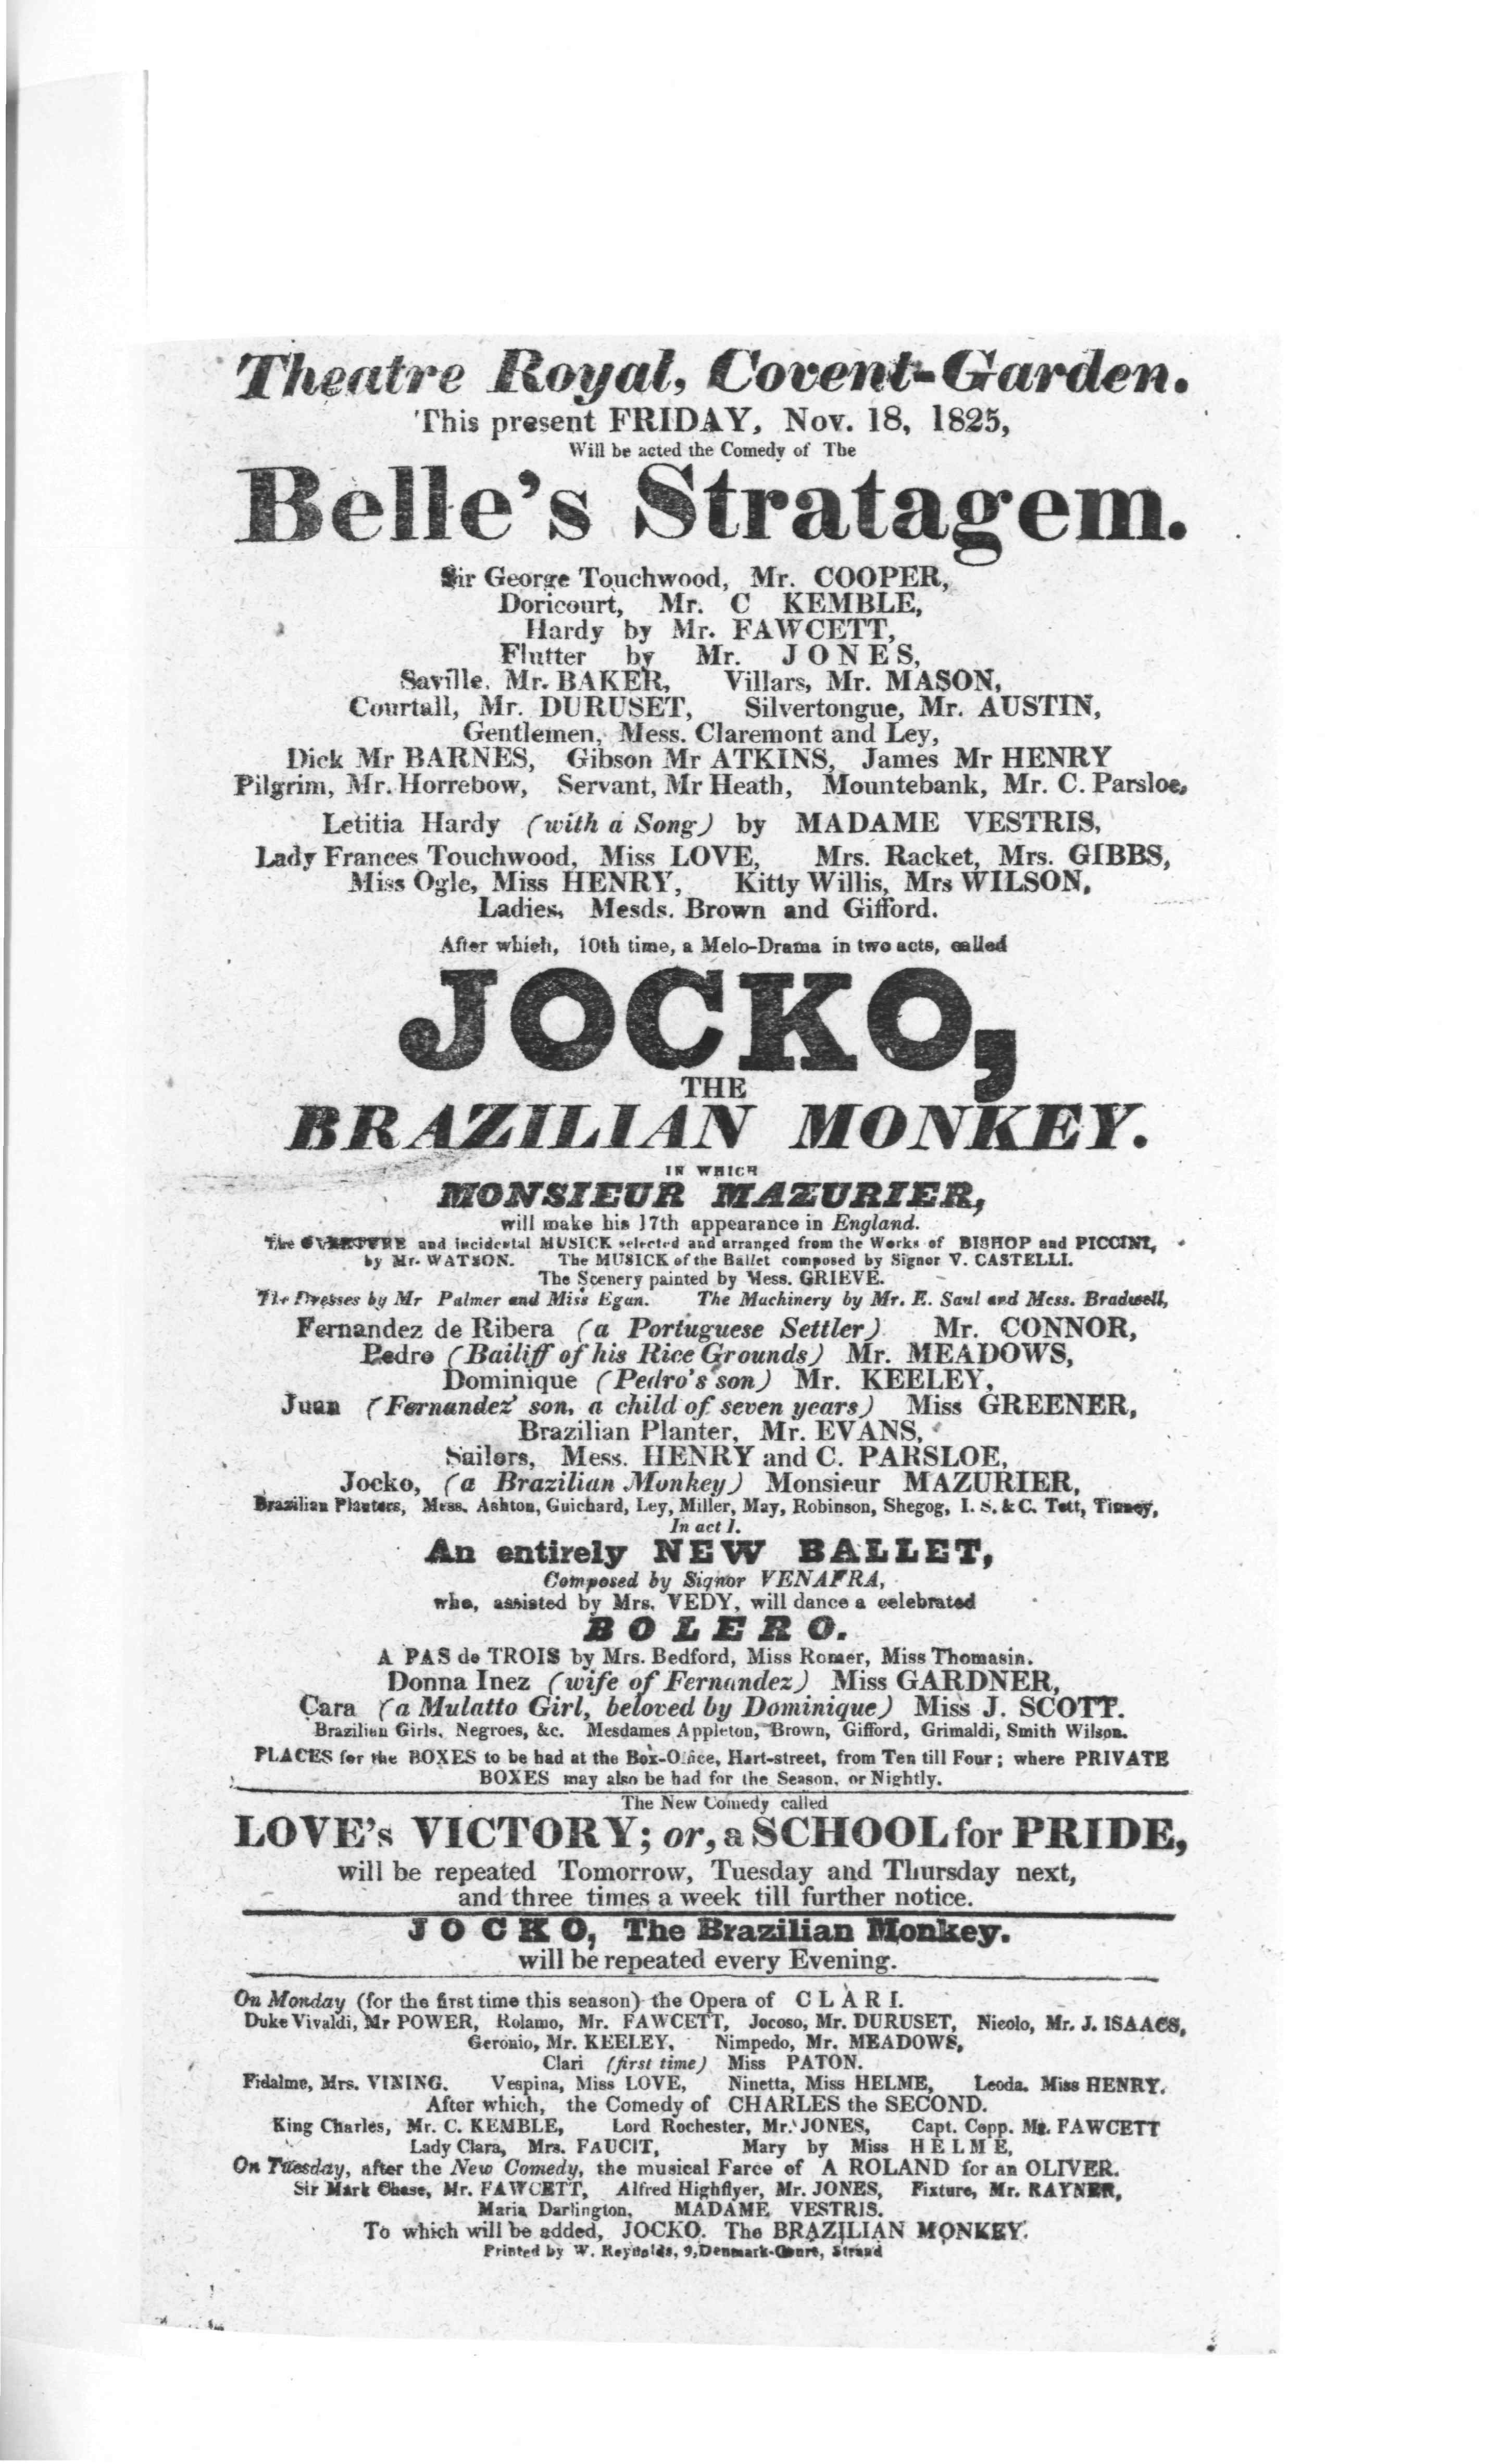 Theatre Royal, Covent-Garden.
This present FRIDAY, Nov. 18, 1825,
Will be acted the Comedy of The
Belle's Stratagem.
Sir George Touchwood, Mr. COOPER,
Doricourt, Mr. C KEMBLE,
Hardy by Mr. FAWCETT,
Flutter by Mr. JONES,
Saville, Mr. BAKER, Villars, Mr. MASON,
Courtall, Mr. DURUSET, Silvertongue, Mr. AUSTIN,
Gentlemen, Mess. Claremont and Ley,
Dick Mr BARNES, Gibson Mr ATKINS, James Mr HENRY
Pilgrim, Mr. Horrebow, Servant, Mr Heath, Mountebank, Mr. C. Parsloe,
Letitia Hardy (with a Song) by MADAME VESTRIS,
Lady Frances Touchwood, Miss LOVE, Mrs. Racket, Mrs. GIBBS,
Miss Ogle, Miss HENRY, Kitty Willis, Mrs WILSON,
Ladies, Mesds. Brown and Gifford.
After which, 10th time, a Melo-Drama in two acts, called
JOCKO,
THE
BRAZILIAN MONKEY.
IN WHICH
MONSIEUR MAZURIER,
will make his 17th appearance in England.
The OVERTURE and incidental MUSICK selected and arranged from the Works of BISHOP and PICCINI,
by Mr. WATSON. The MUSICK of the Ballet composed by Signor V. CASTELLI.
The Scenery painted by Mess. GRIEVE.
The Dresses by Mr Palmer and Miss Egan. The Machinery by Mr. E. Saul and Mess. Bradwell,
Fernandez de Ribera (a Portuguese Settler) Mr. CONNOR,
Pedro (Bailiff of his Rice Grounds) Mr. MEADOWS,
Dominique (Pedro's son) Mr. KEELEY,
Juan (Fernandez' son, a child of seven years) Miss GREENER,
Brazilian Planter, Mr. EVANS,
Sailors, Mess. HENRY and C. PARSLOE,
Jocko, (a Brazilian Monkey) Monsieur MAZURIER,
Brazilian Planters, Mess. Ashton, Guichard, Ley, Miller, May, Robinson, Shegog, I. S. & C. Tett, Tinney,
In act 1.
An entirely NEW BALLET,
Composed by Signor VENAFRA,
who, assisted by Mrs. VEDY, will dance a celebrated
BOLERO.
A PAS de TROIS by Mrs. Bedford, Miss Romer, Miss Thomasin.
Donna Inez (wife of Fernandez) Miss GARDNER,
Cara (a Mulatto Girl, beloved by Dominique) Miss J. SCOTT.
Brazilian Girls, Negroes, &c. Mesdames Appleton, Brown, Gifford, Grimaldi, Smith Wilson.
PLACES for the BOXES to be had at the Box-Office, Hart-street, from Ten till Four; where PRIVATE
BOXES may also be had for the Season, or Nightly.
The New Comedy called
LOVE's VICTORY; or, a SCHOOL for PRIDE,
will be repeated Tomorrow, Tuesday and Thursday next,
and three times a week till further notice.
JOCKO, The Brazilian Monkey.
will be repeated every Evening.
On Monday (for the first time this season) the Opera of CLARI.
Duke Vivaldi, Mr POWER, Rolamo, Mr. FAWCETT, Jocoso, Mr. DURUSET, Nicolo, Mr. J. ISAACS,
Geronio, Mr. KEELEY, Nimpedo, Mr. MEADOWS,
Clari (first time) Miss PATON.
Fidalme, Mrs. VINING. Vespina, Miss LOVE, Ninetta, Miss HELME, Leoda. Miss HENRY.
After which, the Comedy of CHARLES the SECOND.
King Charles, Mr. C. KEMBLE, Lord Rochester, Mr. JONES, Capt. Copp. Mr. FAWCETT
Lady Clara, Mrs. FAUCIT, Mary by Miss HELME,
On Tuesday, after the New Comedy, the musical Farce of A ROLAND for an OLIVER.
Sir Mark Chase, Mr. FAWCETT, Alfred Highflyer, Mr. JONES, Fixture, Mr. RAYNER,
Maria Darlington, MADAME VESTRIS.
To which will be added, JOCKO. The BRAZILIAN MONKEY.
Printed by W. Reynolds, 9, Denmark-Court, Strand